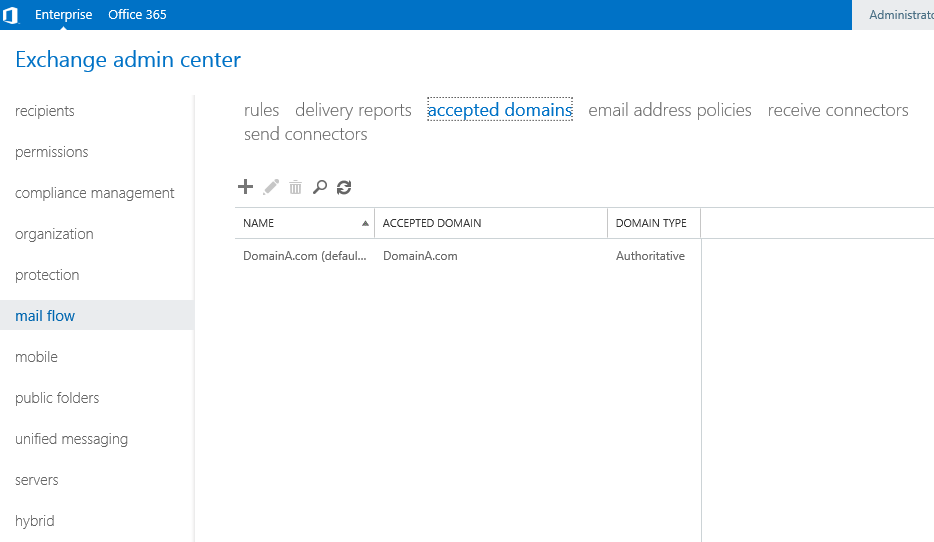 Enterprise Office 365 Administrato
Exchange admin center
recipients
permissions
compliance management
organization
protection
mail flow
mobile
public folders
unified messaging
servers
hybrid
rules delivery reports accepted domains email address policies receive connectors
send connectors
NAME ACCEPTED DOMAIN DOMAIN TYPE
DomainA.com (defaul... DomainA.com Authoritative